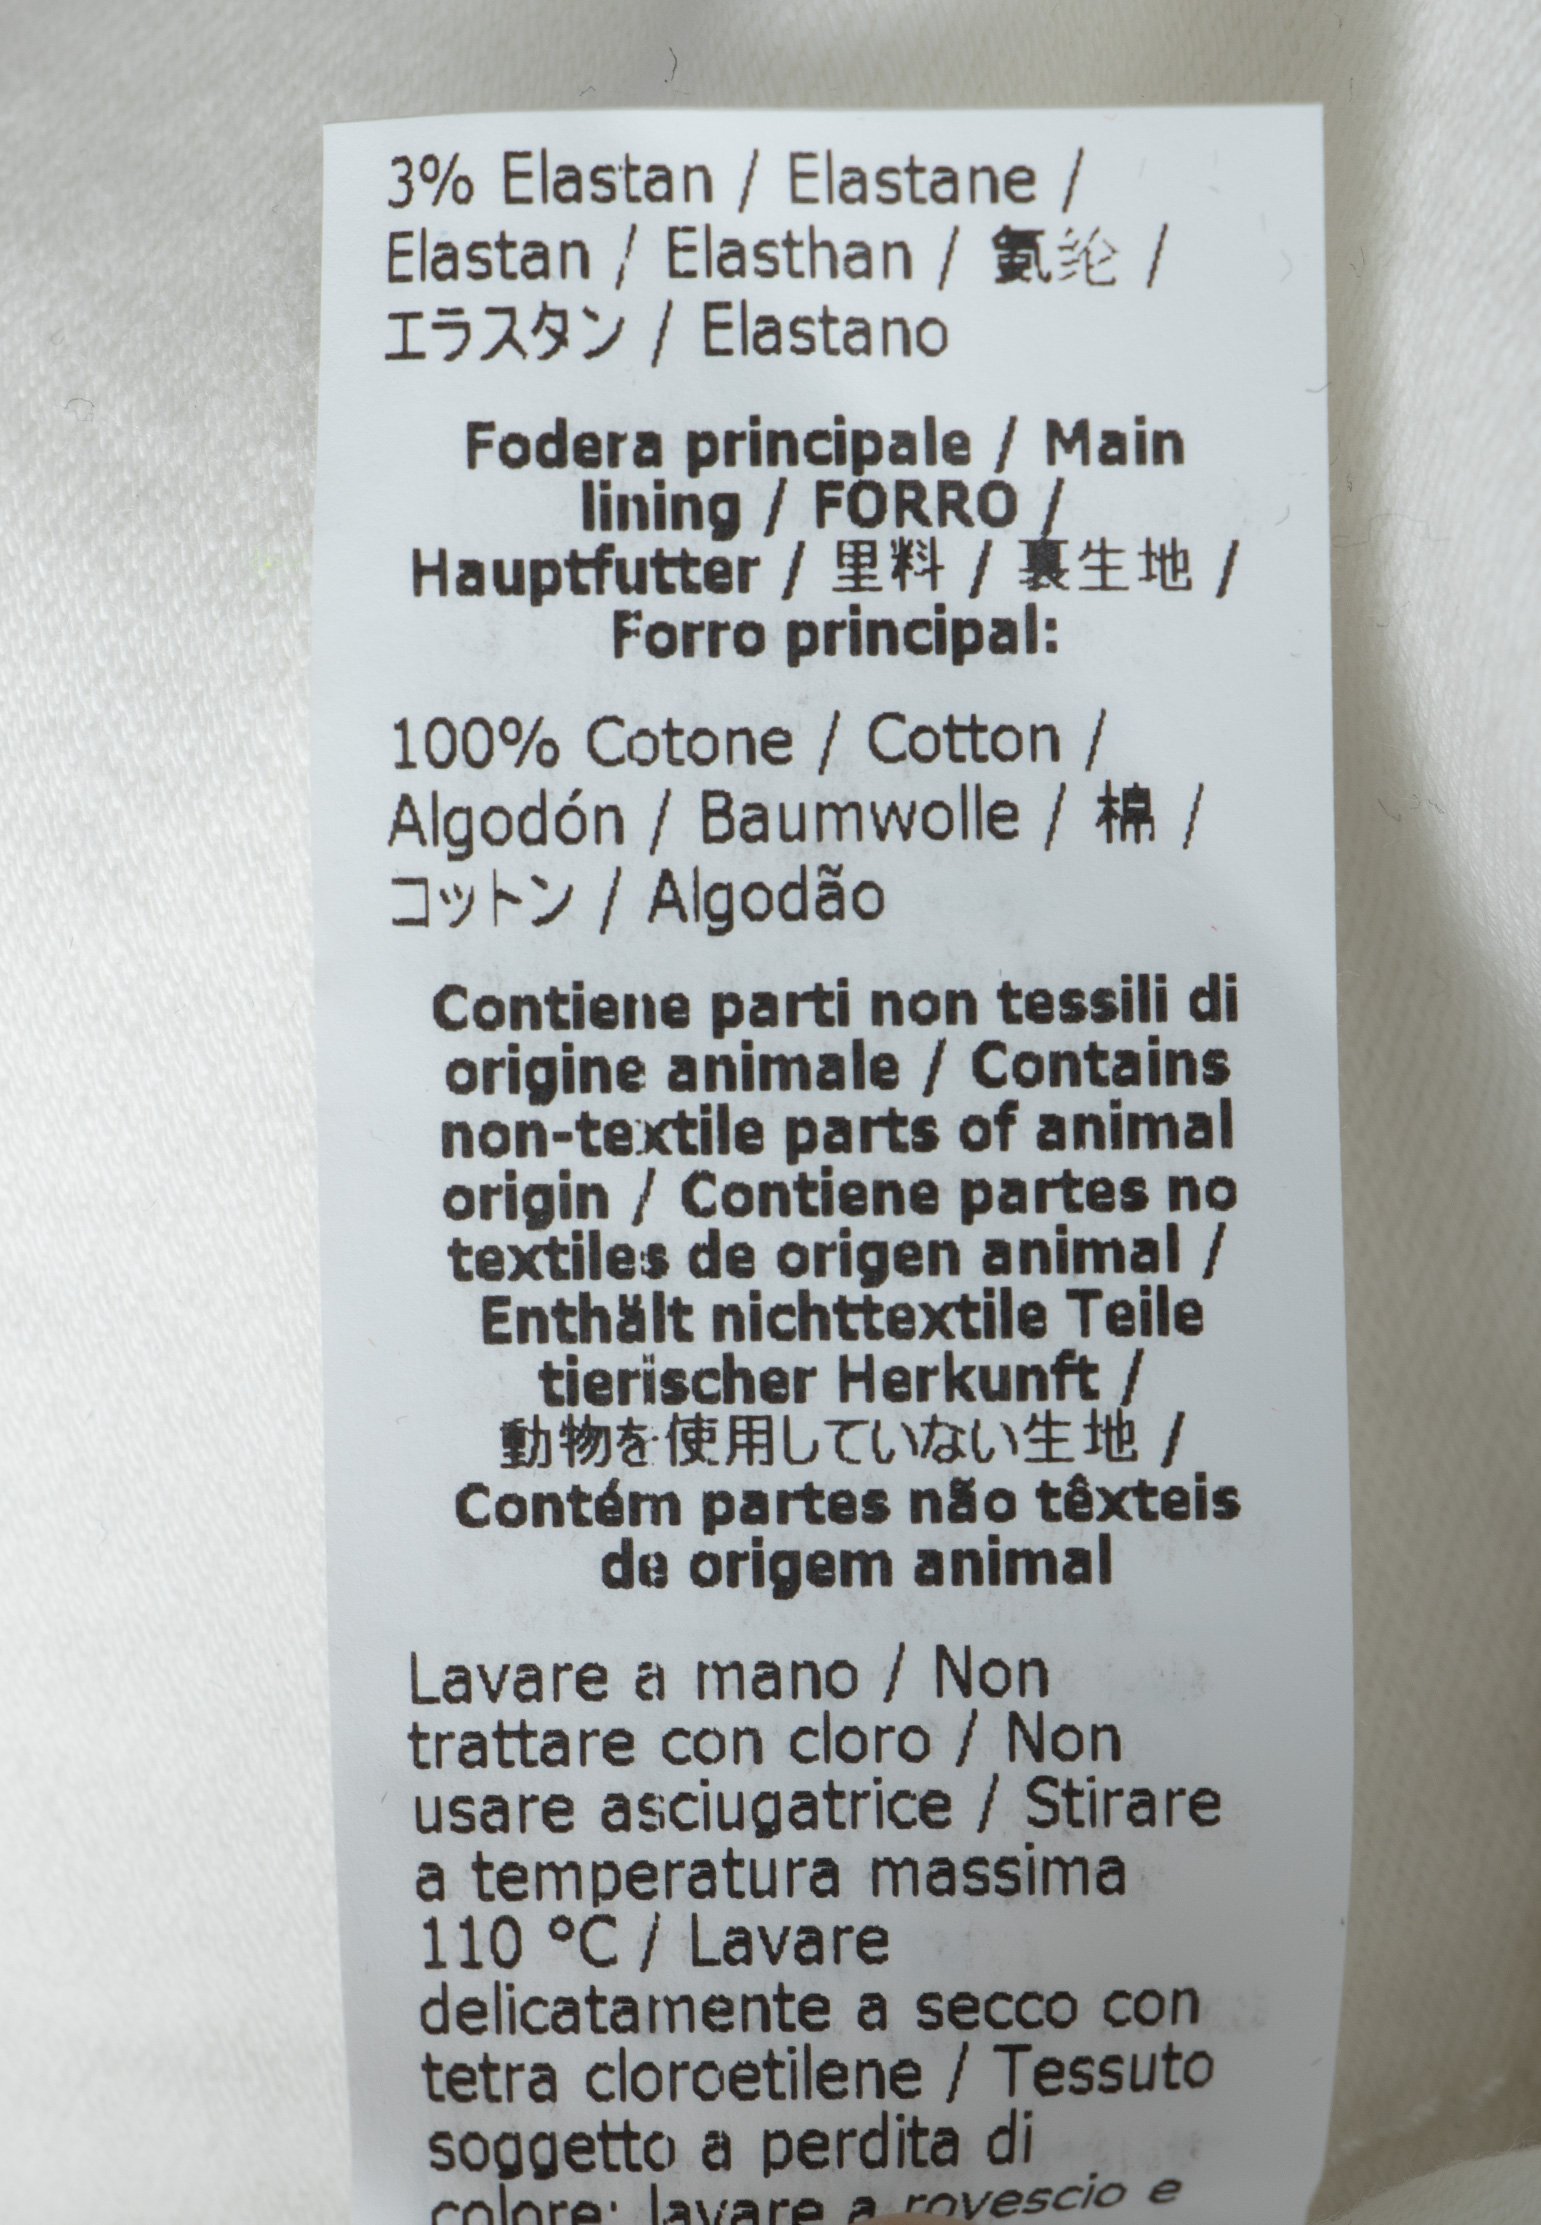 3% Elastan / Elastane /
Elastan / Elasthan / 氨纶 /
エラスタン / Elastano
Fodera principale / Main
lining / FORRO /
Hauptfutter / 里料 / 裏生地 /
Forro principal:
100% Cotone / Cotton /
Algodón / Baumwolle / 棉 /
コットン / Algodão
Contiene parti non tessili di
origine animale / Contains
non-textile parts of animal
origin / Contiene partes no
textiles de origen animal /
Enthält nichttextile Teile
tierischer Herkunft /
動物を使用していない生地 /
Contém partes não têxteis
de origem animal
Lavare a mano / Non
trattare con cloro / Non
usare asciugatrice / Stirare
a temperatura massima
110 °C / Lavare
delicatamente a secco con
tetra cloroetilene / Tessuto
soggetto a perdita di
colore: lavare a rovescio e